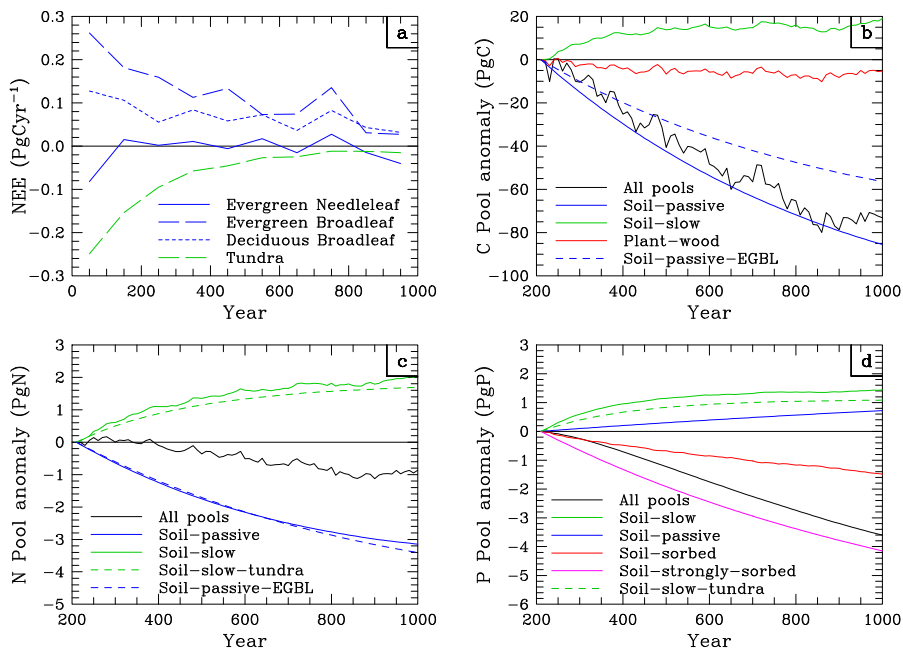 a
NEE (PgCyr−1)
0.3
0.2
0.1
0.0
−0.1
−0.2
−0.3
0 200 400 600 800 1000
Year
Evergreen Needleleaf
Evergreen Broadleaf
Deciduous Broadleaf
Tundra
b
C Pool anomaly (PgC)
20
0
−20
−40
−60
−80
−100
200 400 600 800 1000
Year
All pools
Soil−passive
Soil−slow
Plant−wood
Soil−passive−EGBL
c
N Pool anomaly (PgN)
3
2
1
0
−1
−2
−3
−4
−5
200 400 600 800 1000
Year
All pools
Soil−passive
Soil−slow
Soil−slow−tundra
Soil−passive−EGBL
d
P Pool anomaly (PgP)
3
2
1
0
−1
−2
−3
−4
−5
−6
200 400 600 800 1000
Year
All pools
Soil−slow
Soil−passive
Soil−sorbed
Soil−strongly−sorbed
Soil−slow−tundra